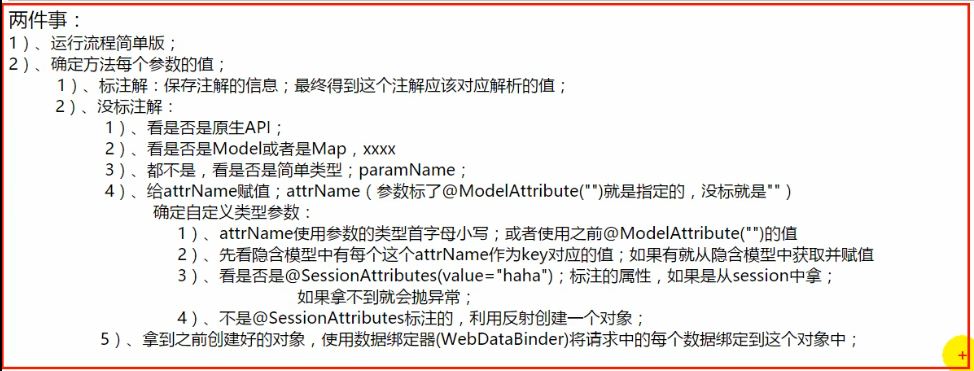 两件事：
1）、运行流程简单版；
2）、确定方法每个参数的值；
1）、标注解：保存注解的信息；最终得到这个注解应该对应解析的值；
2）、没标注解：
1）、看是否是原生API；
2）、看是否是Model或者是Map，xxxx
3）、都不是，看是否是简单类型；paramName；
4）、给attrName赋值；attrName（参数标了@ModelAttribute("")就是指定的，没标就是""）
确定自定义类型参数：
1）、attrName使用参数的类型首字母小写；或者使用之前@ModelAttribute("")的值
2）、先看隐含模型中有每个这个attrName作为key对应的值；如果有就从隐含模型中获取并赋值
3）、看是否是@SessionAttributes(value="haha")；标注的属性，如果是从session中拿；
如果拿不到就会抛异常；
4）、不是@SessionAttributes标注的，利用反射创建一个对象；
5）、拿到之前创建好的对象，使用数据绑定器(WebDataBinder)将请求中的每个数据绑定到这个对象中；